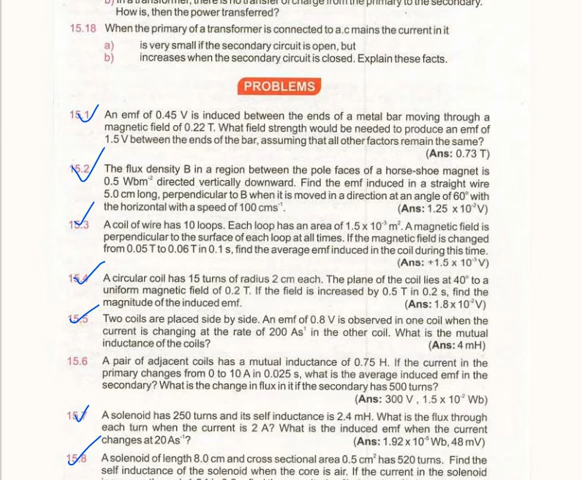 b) In a transformer, there is no transfer of charge from the primary to the secondary.
How is, then the power transferred?
15.18 When the primary of a transformer is connected to a.c mains the current in it
a) is very small if the secondary circuit is open, but
b) increases when the secondary circuit is closed. Explain these facts.
PROBLEMS
15.1 An emf of 0.45 V is induced between the ends of a metal bar moving through a
magnetic field of 0.22 T. What field strength would be needed to produce an emf of
1.5 V between the ends of the bar, assuming that all other factors remain the same?
(Ans: 0.73 T)
15.2 The flux density B in a region between the pole faces of a horse-shoe magnet is
0.5 Wbm⁻² directed vertically downward. Find the emf induced in a straight wire
5.0 cm long, perpendicular to B when it is moved in a direction at an angle of 60° with
the horizontal with a speed of 100 cms⁻¹. (Ans: 1.25 x 10⁻²V)
15.3 A coil of wire has 10 loops. Each loop has an area of 1.5 x 10⁻³ m². A magnetic field is
perpendicular to the surface of each loop at all times. If the magnetic field is changed
from 0.05 T to 0.06 T in 0.1 s, find the average emf induced in the coil during this time.
(Ans: +1.5 x 10⁻³V)
15.4 A circular coil has 15 turns of radius 2 cm each. The plane of the coil lies at 40° to a
uniform magnetic field of 0.2 T. If the field is increased by 0.5 T in 0.2 s, find the
magnitude of the induced emf. (Ans: 1.8 x 10⁻²V)
15.5 Two coils are placed side by side. An emf of 0.8 V is observed in one coil when the
current is changing at the rate of 200 As⁻¹ in the other coil. What is the mutual
inductance of the coils? (Ans: 4 mH)
15.6 A pair of adjacent coils has a mutual inductance of 0.75 H. If the current in the
primary changes from 0 to 10 A in 0.025 s, what is the average induced emf in the
secondary? What is the change in flux in it if the secondary has 500 turns?
(Ans: 300 V , 1.5 x 10⁻² Wb)
15.7 A solenoid has 250 turns and its self inductance is 2.4 mH. What is the flux through
each turn when the current is 2 A? What is the induced emf when the current
changes at 20 As⁻¹? (Ans: 1.92 x 10⁻⁵ Wb, 48 mV)
15.8 A solenoid of length 8.0 cm and cross sectional area 0.5 cm² has 520 turns. Find the
self inductance of the solenoid when the core is air. If the current in the solenoid